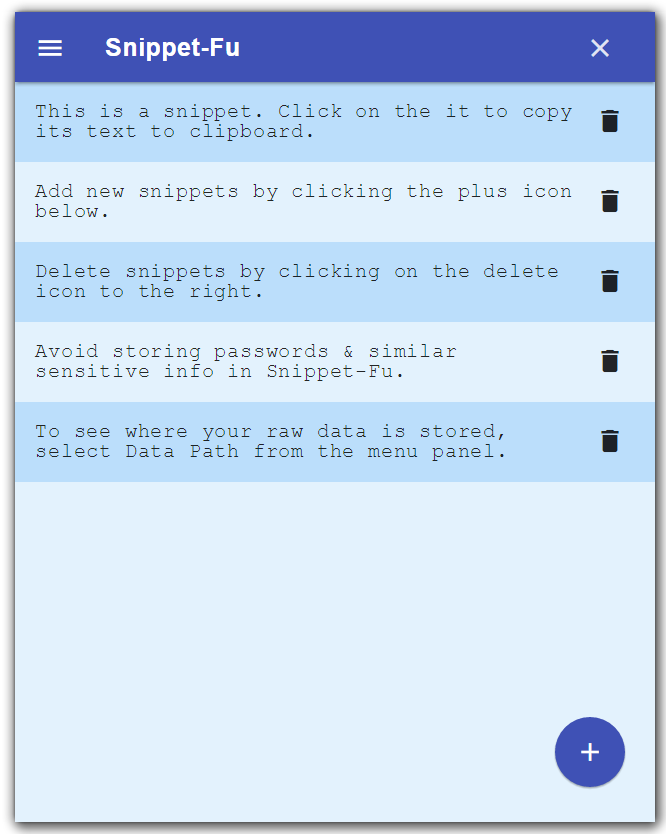 Snippet-Fu
This is a snippet. Click on the it to copy
its text to clipboard.
Add new snippets by clicking the plus icon
below.
Delete snippets by clicking on the delete
icon to the right.
Avoid storing passwords & similar
sensitive info in Snippet-Fu.
To see where your raw data is stored,
select Data Path from the menu panel.